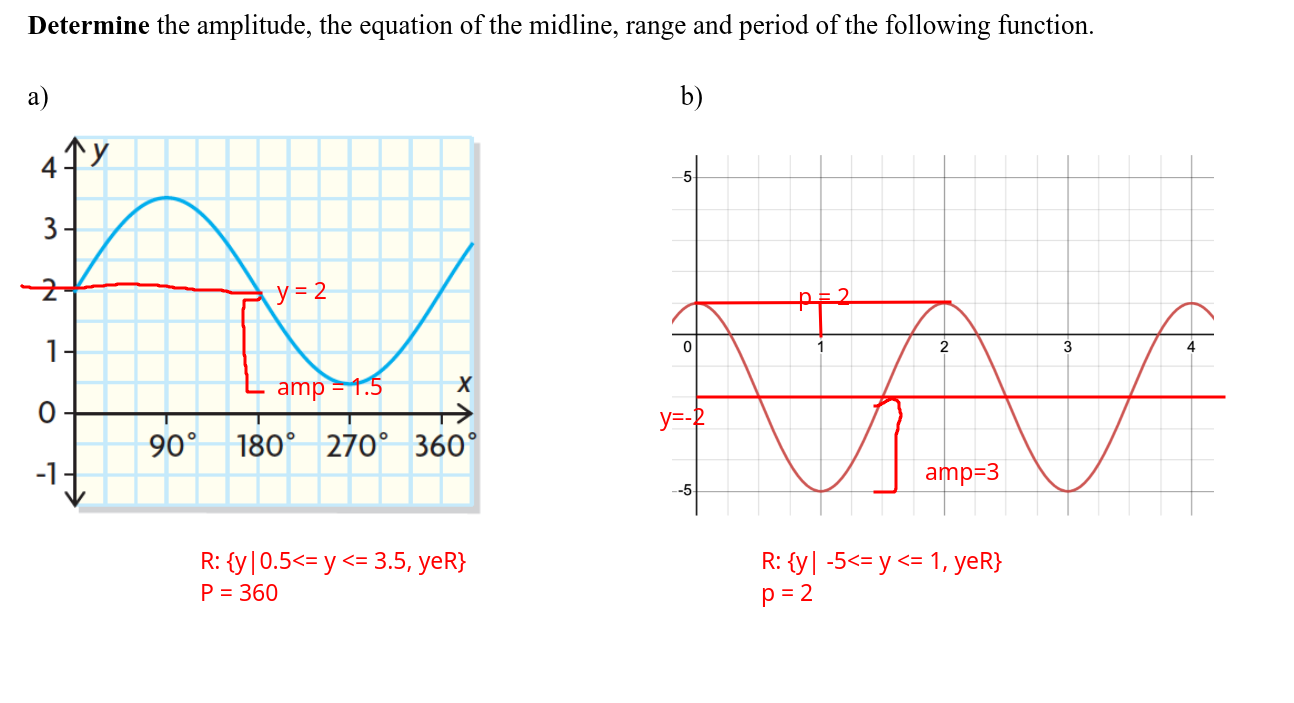 Determine the amplitude, the equation of the midline, range and period of the following function.
a)
b)
y
4
3
2
1
0
-1
x
90° 180° 270° 360°
y = 2
amp = 1.5
R: {y|0.5<= y <= 3.5, yeR}
P = 360
5
p = 2
0 1 2 3 4
y=-2
amp=3
-5
R: {y| -5<= y <= 1, yeR}
p = 2